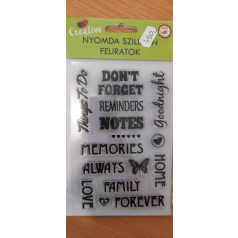 Creative
NYOMDA SZILI
FELIRATOK
Things To Do
DON'T
FORGET
REMINDERS
NOTES
Goodnight
MEMORIES
ALWAYS
LOVE
FAMILY
FOREVER
HOME